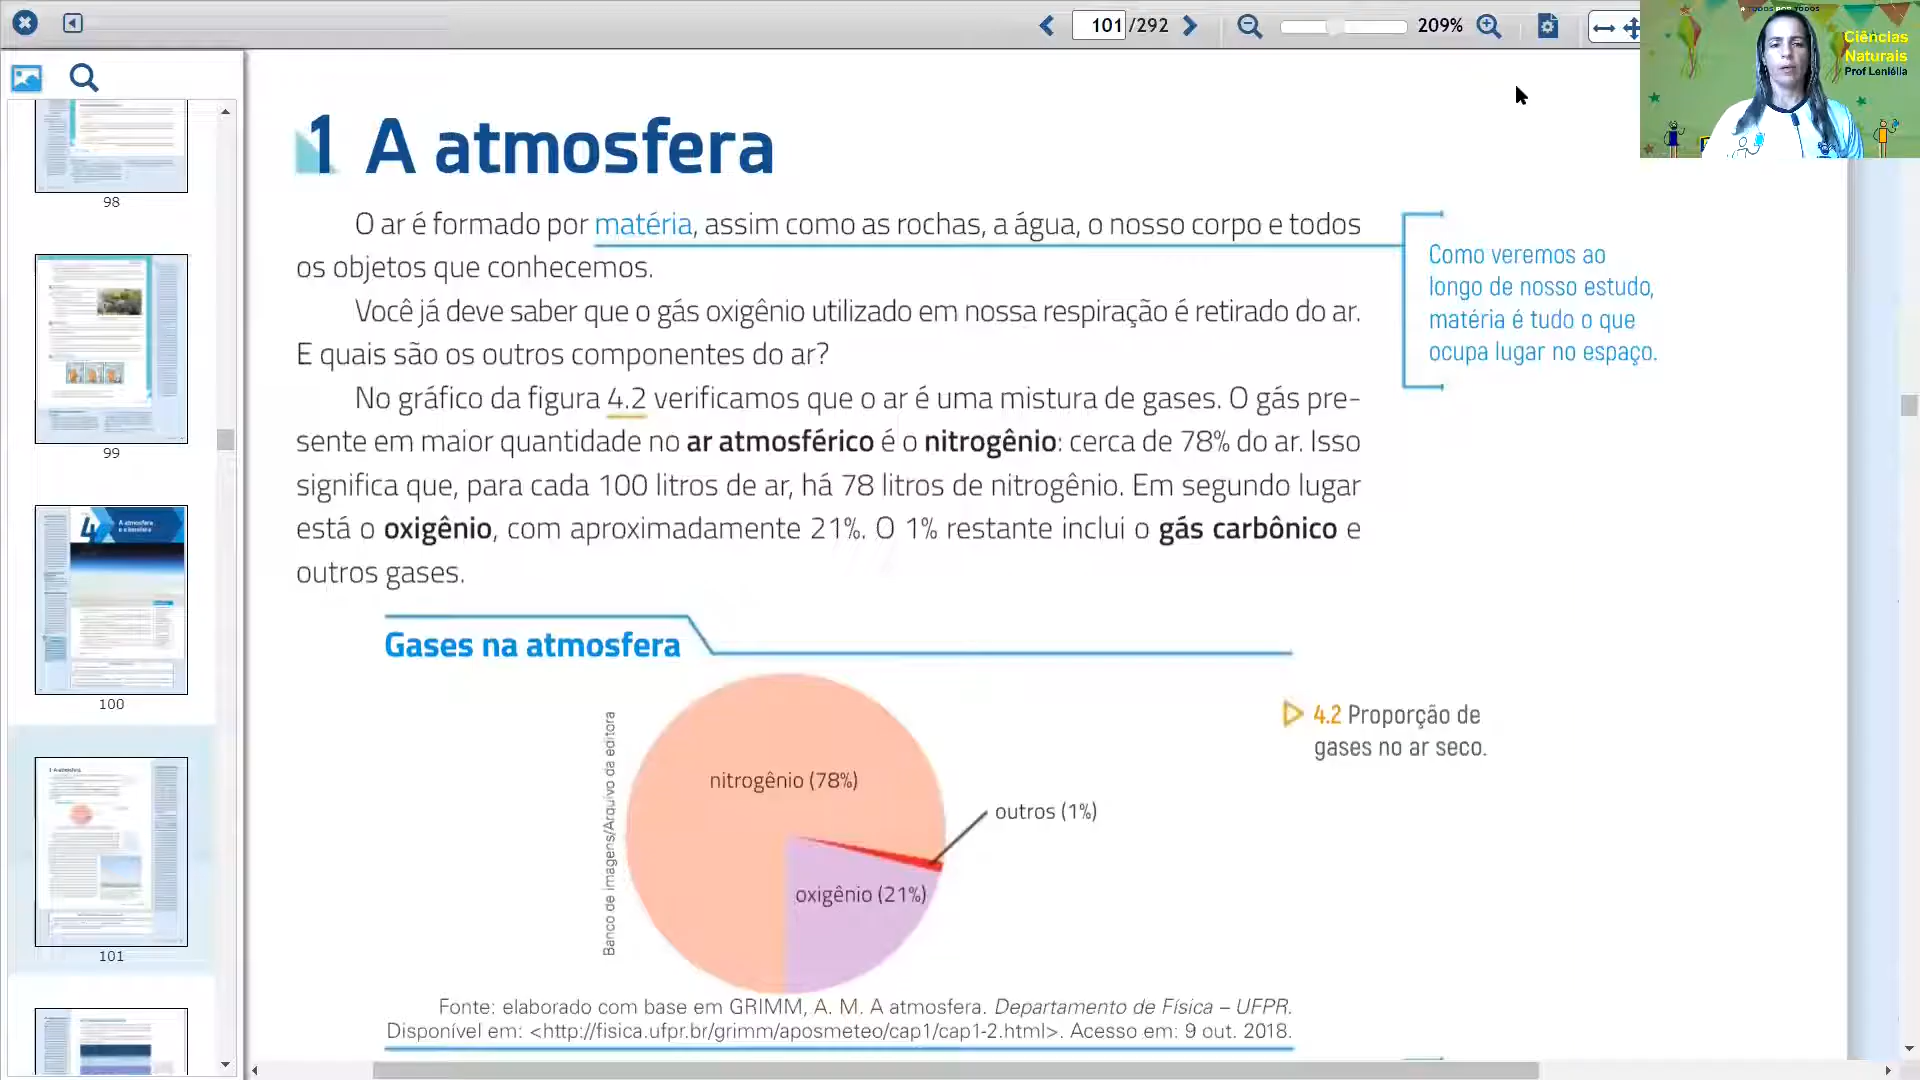 101 /292
209%
TODOS POR TODOS
Ciências
Naturais
Prof Leniélia
98
99
A atmosfera
e a biosfera
100
101
1 A atmosfera
O ar é formado por matéria, assim como as rochas, a água, o nosso corpo e todos
os objetos que conhecemos.
Você já deve saber que o gás oxigênio utilizado em nossa respiração é retirado do ar.
E quais são os outros componentes do ar?
No gráfico da figura 4.2 verificamos que o ar é uma mistura de gases. O gás pre-
sente em maior quantidade no ar atmosférico é o nitrogênio: cerca de 78% do ar. Isso
significa que, para cada 100 litros de ar, há 78 litros de nitrogênio. Em segundo lugar
está o oxigênio, com aproximadamente 21%. O 1% restante inclui o gás carbônico e
outros gases.
Como veremos ao
longo de nosso estudo,
matéria é tudo o que
ocupa lugar no espaço.
Gases na atmosfera
Banco de imagens/Arquivo da editora
nitrogênio (78%)
outros (1%)
oxigênio (21%)
4.2 Proporção de
gases no ar seco.
Fonte: elaborado com base em GRIMM, A. M. A atmosfera. Departamento de Física – UFPR.
Disponível em: <http://fisica.ufpr.br/grimm/aposmeteo/cap1/cap1-2.html>. Acesso em: 9 out. 2018.